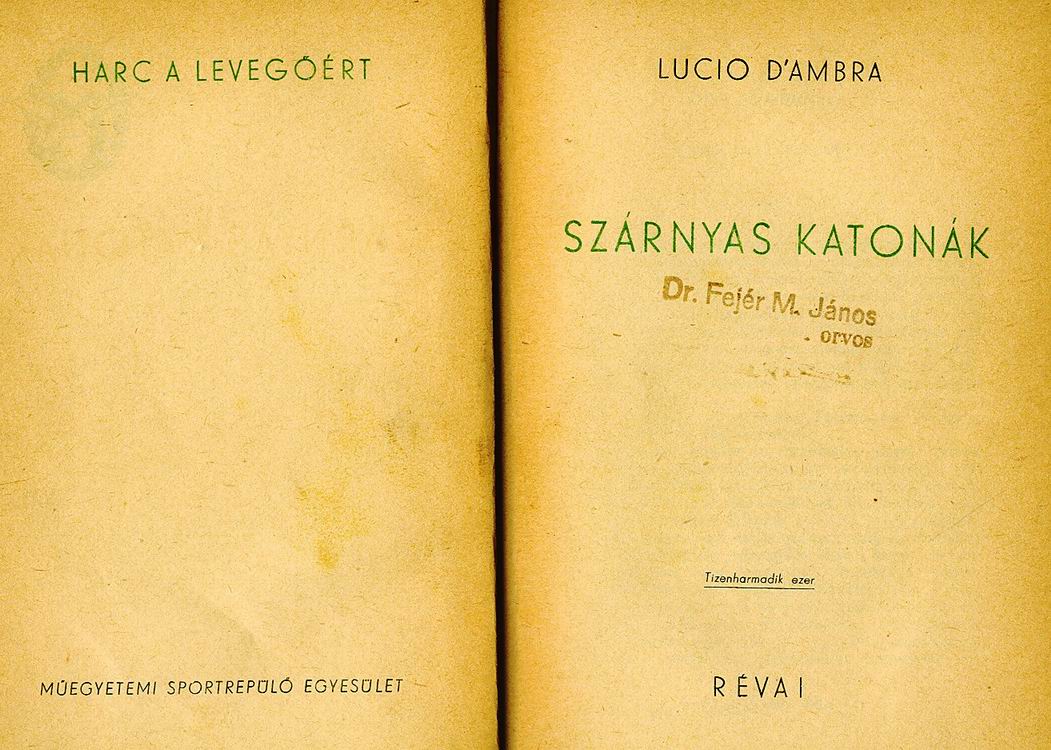 HARC A LEVEGŐÉRT
MŰEGYETEMI SPORTREPÜLŐ EGYESÜLET
LUCIO D'AMBRA
SZÁRNYAS KATONÁK
Dr. Fejér M. János
orvos
Tizenharmadik ezer
RÉVAI